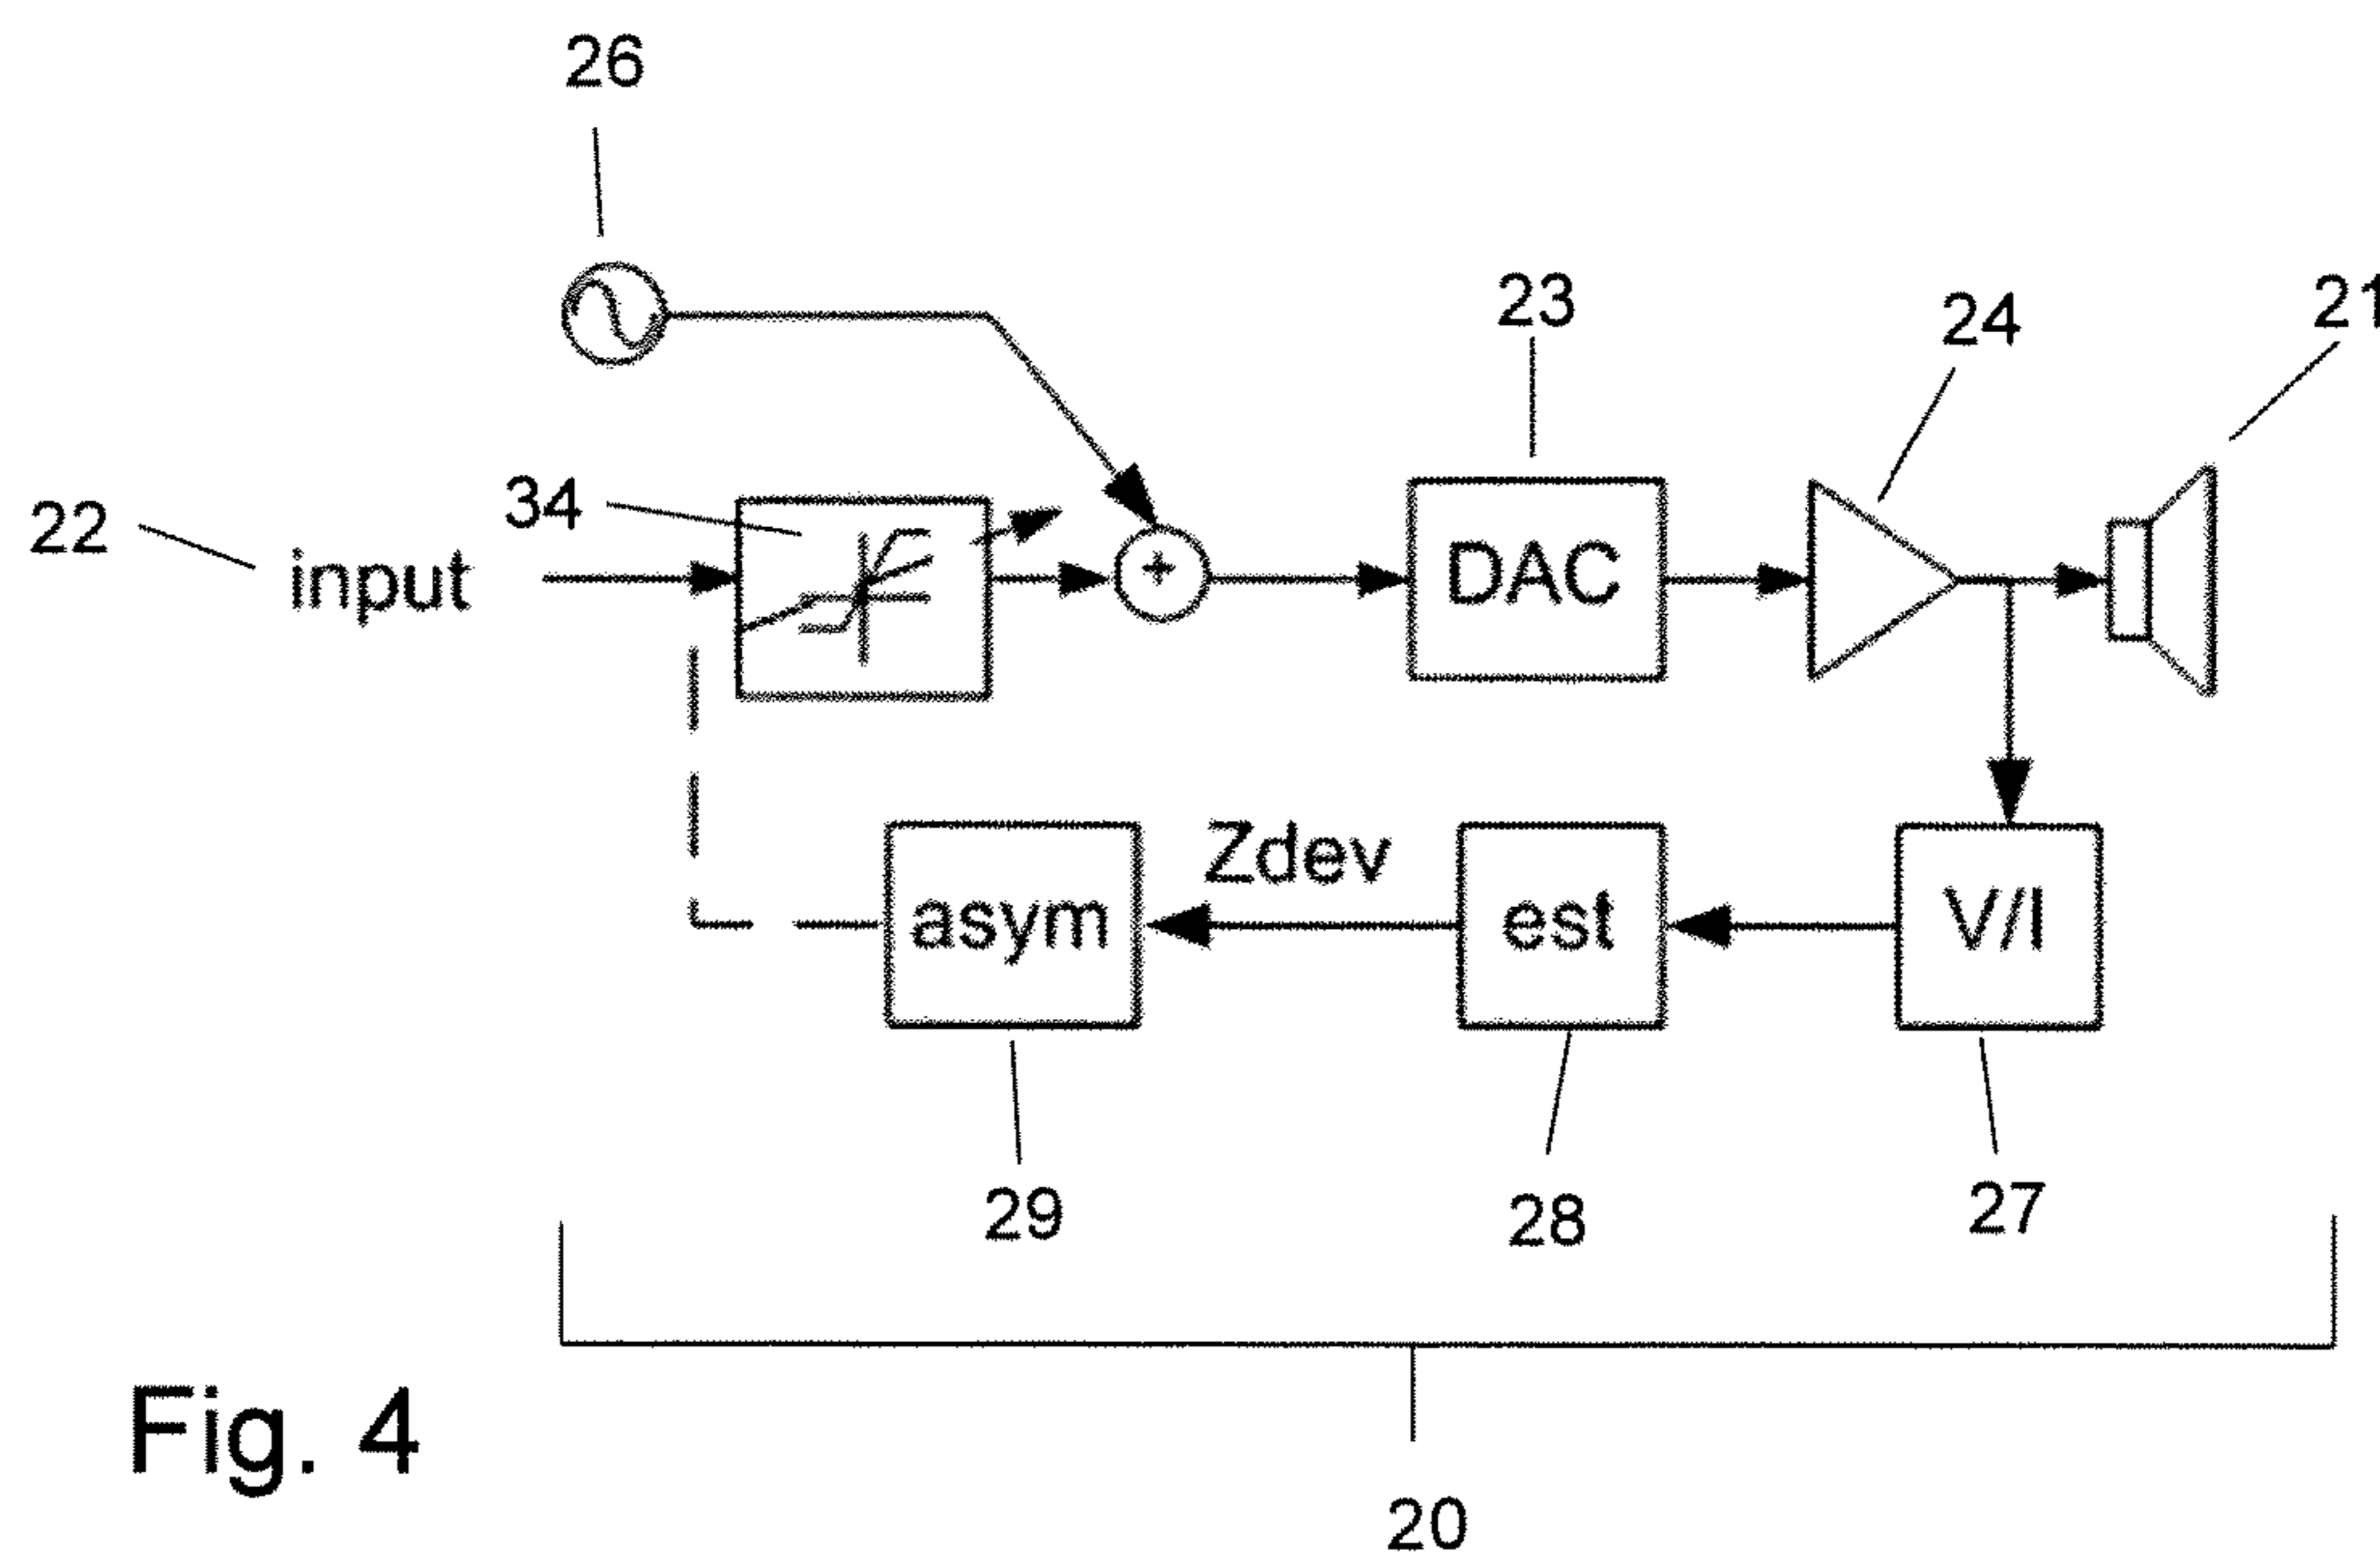 26
23
24
21
34
22
input
+
DAC
Zdev
asym
est
V/I
29
28
27
Fig. 4
20